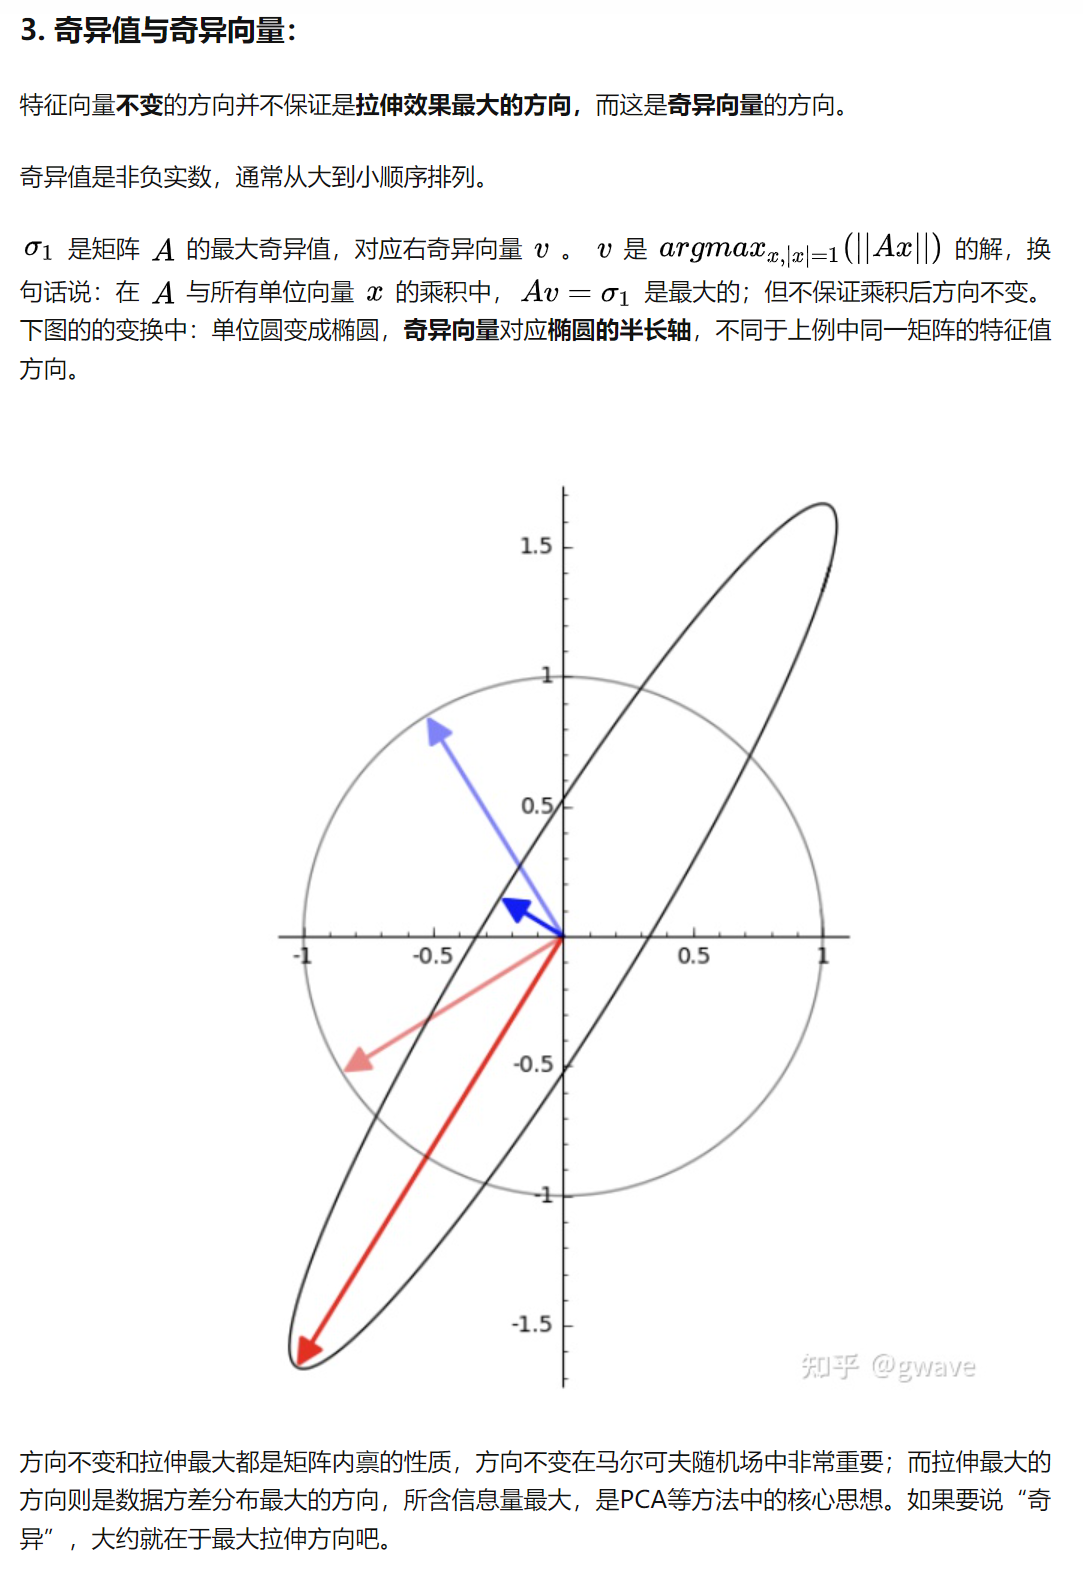 3. 奇异值与奇异向量：
特征向量不变的方向并不保证是拉伸效果最大的方向，而这是奇异向量的方向。
奇异值是非负实数，通常从大到小顺序排列。
σ₁ 是矩阵 A 的最大奇异值，对应右奇异向量 v 。 v 是 argmaxₓ,|ₓ|₌₁(||Ax||) 的解，换
句话说：在 A 与所有单位向量 x 的乘积中， Av = σ₁ 是最大的；但不保证乘积后方向不变。
下图的的变换中：单位圆变成椭圆，奇异向量对应椭圆的半长轴，不同于上例中同一矩阵的特征值
方向。
1.5
1
0.5
-1
-0.5
0.5
1
-0.5
-1
-1.5
知乎 @gwave
方向不变和拉伸最大都是矩阵内禀的性质，方向不变在马尔可夫随机场中非常重要；而拉伸最大的
方向则是数据方差分布最大的方向，所含信息量最大，是PCA等方法中的核心思想。如果要说“奇
异”，大约就在于最大拉伸方向吧。